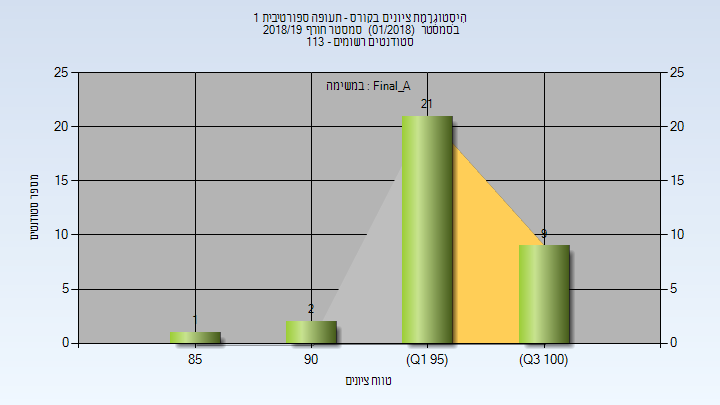 היסטוגרמת ציונים בקורס - תעופה ספורטיבית 1
בסמסטר (01/2018) סמסטר חורף 2018/19
סטודנטים רשומים - 113
במשימה : Final_A
25 25
20 20
15 15
10 10
5 5
0 0
מספר סטודנטים
1 2 21 9
85 90 (Q1 95) (Q3 100)
טווח ציונים